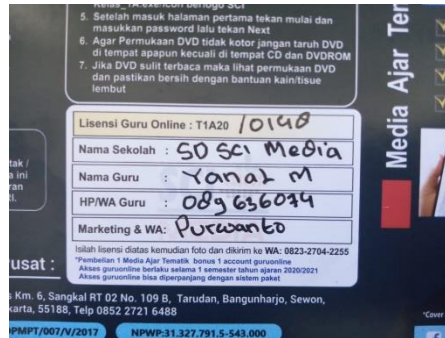 Kelas_TA.exe/icon berlogo SCI
5. Setelah masuk halaman pertama tekan mulai dan
masukkan password lalu tekan Next
6. Agar Permukaan DVD tidak kotor jangan taruh DVD
di tempat apapun kecuali di tempat CD dan DVDROM
7. Jika DVD sulit terbaca maka lihat permukaan DVD
dan pastikan bersih dengan bantuan kain/tisue
lembut
Media Ajar Ter
Lisensi Guru Online : T1A20 /0148
Nama Sekolah : SD SCI Media
Nama Guru : Yanal M
HP/WA Guru : 089636074
Marketing & WA: Purwanto
Isilah lisensi diatas kemudian foto dan dikirim ke WA: 0823-2704-2255
*Pembelian 1 Media Ajar Tematik bonus 1 account guruonline
Akses guruonline berlaku selama 1 semester tahun ajaran 2020/2021
Akses guruonline bisa diperpanjang dengan sistem paket
tak /
a ini
ran
ti.
usat :
s Km. 6, Sangkal RT 02 No. 109 B, Tarudan, Bangunharjo, Sewon,
karta, 55188, Telp 0852 2721 6488
PMPT/007/V/2017
NPWP:31.327.791.5-543.000
*Cover